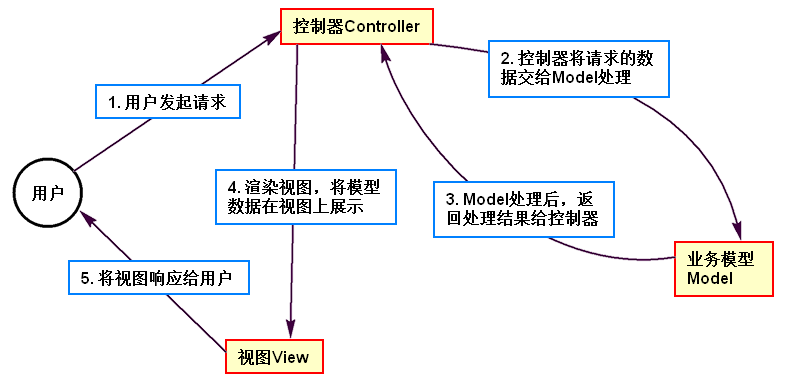 控制器Controller
2. 控制器将请求的数
据交给Model处理
1. 用户发起请求
用户
4. 渲染视图，将模型
数据在视图上展示
3. Model处理后，返
回处理结果给控制器
业务模型
Model
5. 将视图响应给用户
视图View